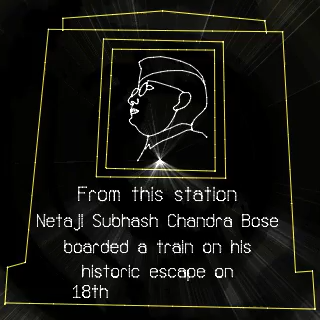 From this station
Netaji Subhash Chandra Bose
boarded a train on his
historic escape on
18th